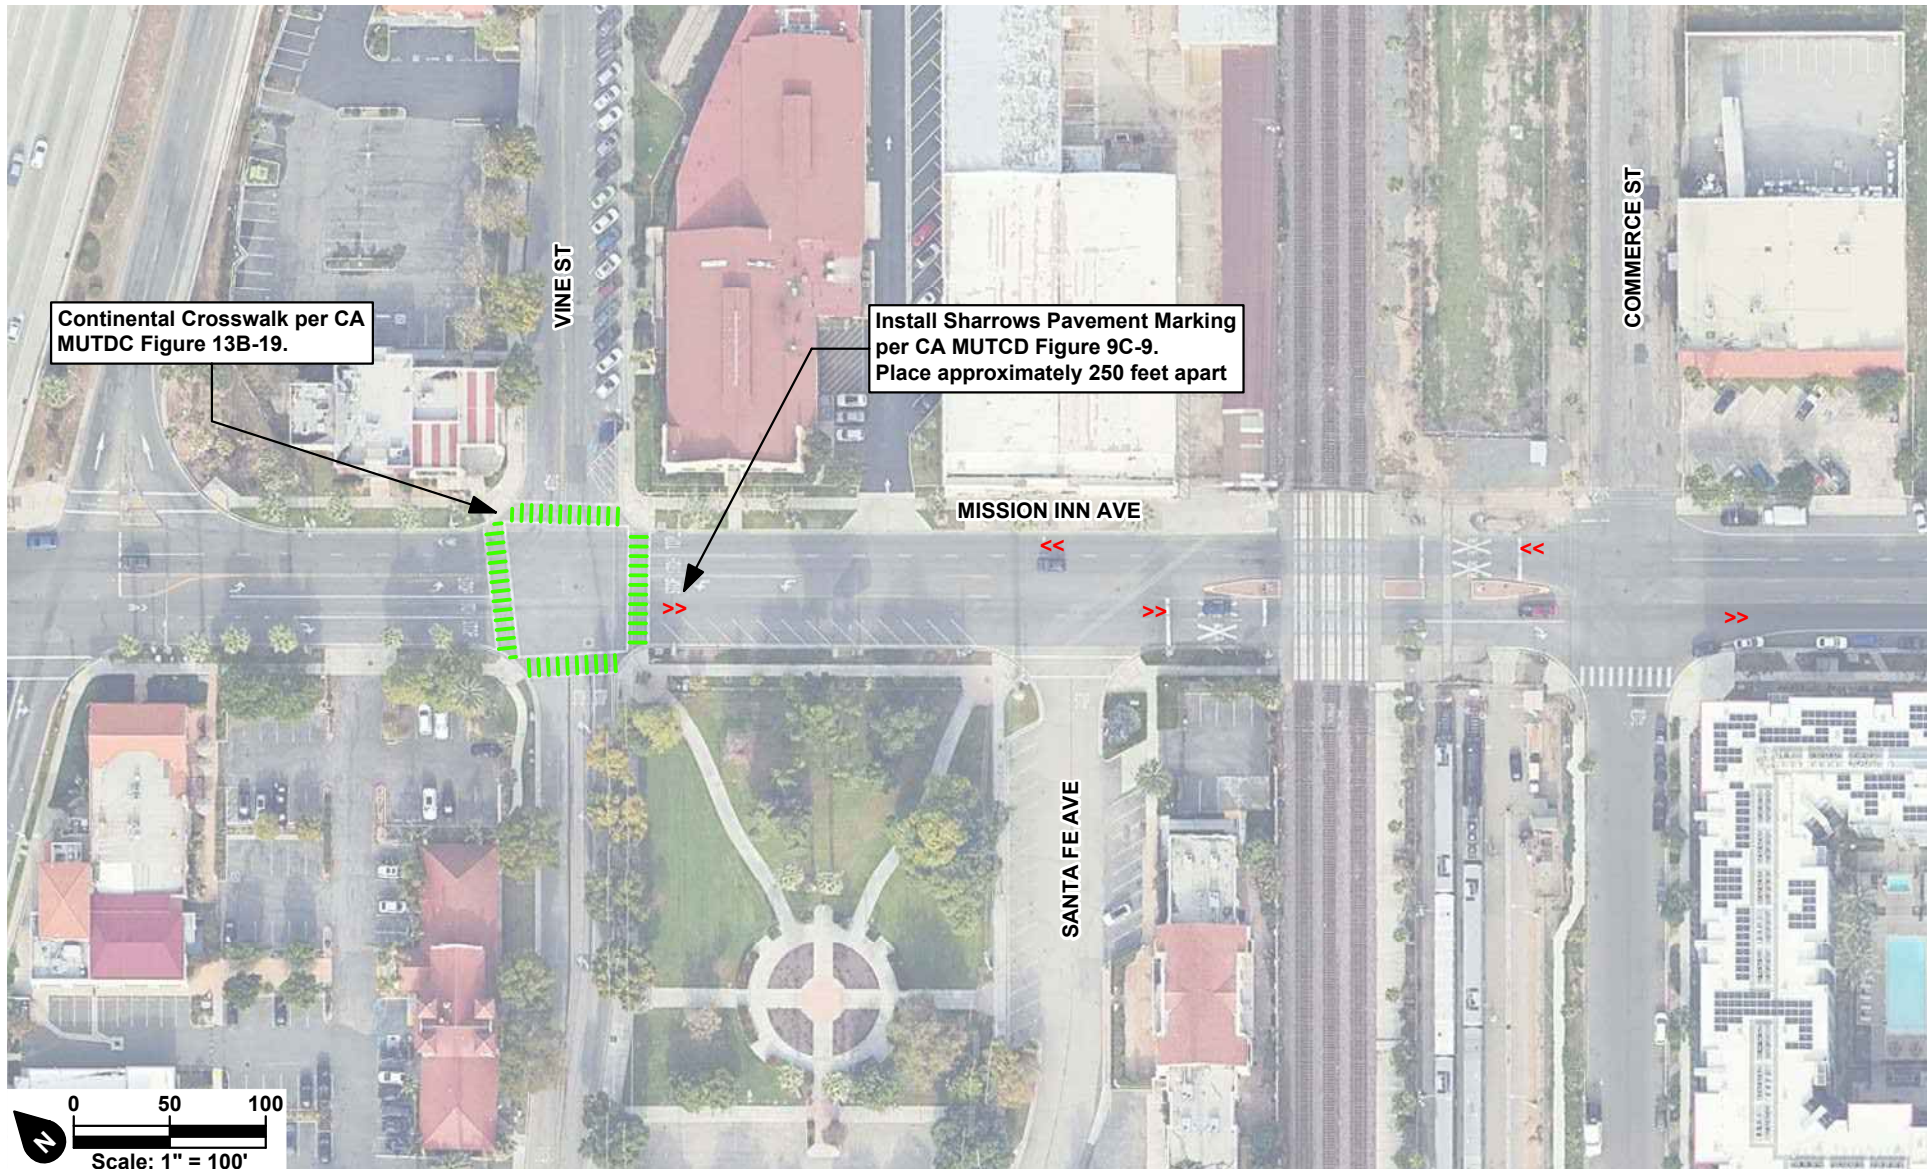 VINE ST
COMMERCE ST
Continental Crosswalk per CA
MUTDC Figure 13B-19.
Install Sharrows Pavement Marking
per CA MUTCD Figure 9C-9.
Place approximately 250 feet apart
MISSION INN AVE
<<
<<
>>
>>
>>
SANTA FE AVE
0 50 100
N
Scale: 1" = 100'